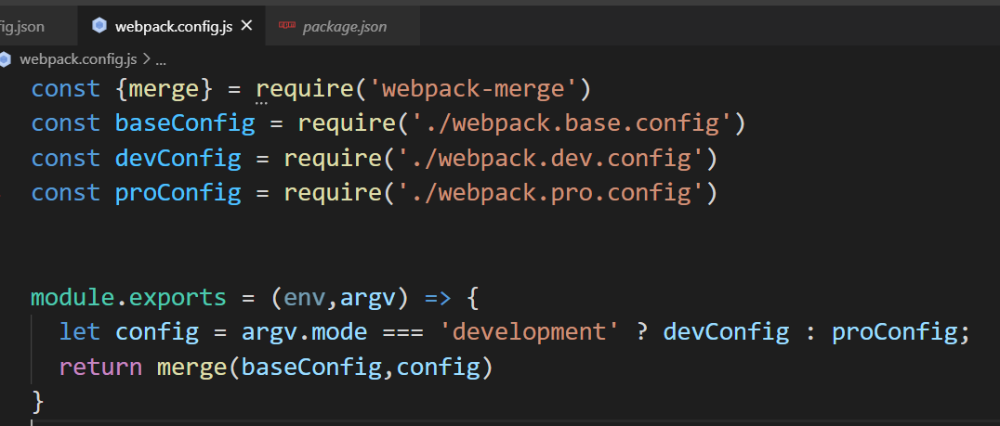 ig.json webpack.config.js package.json
webpack.config.js > ...
const {merge} = require('webpack-merge')
const baseConfig = require('./webpack.base.config')
const devConfig = require('./webpack.dev.config')
const proConfig = require('./webpack.pro.config')
module.exports = (env,argv) => {
let config = argv.mode === 'development' ? devConfig : proConfig;
return merge(baseConfig,config)
}